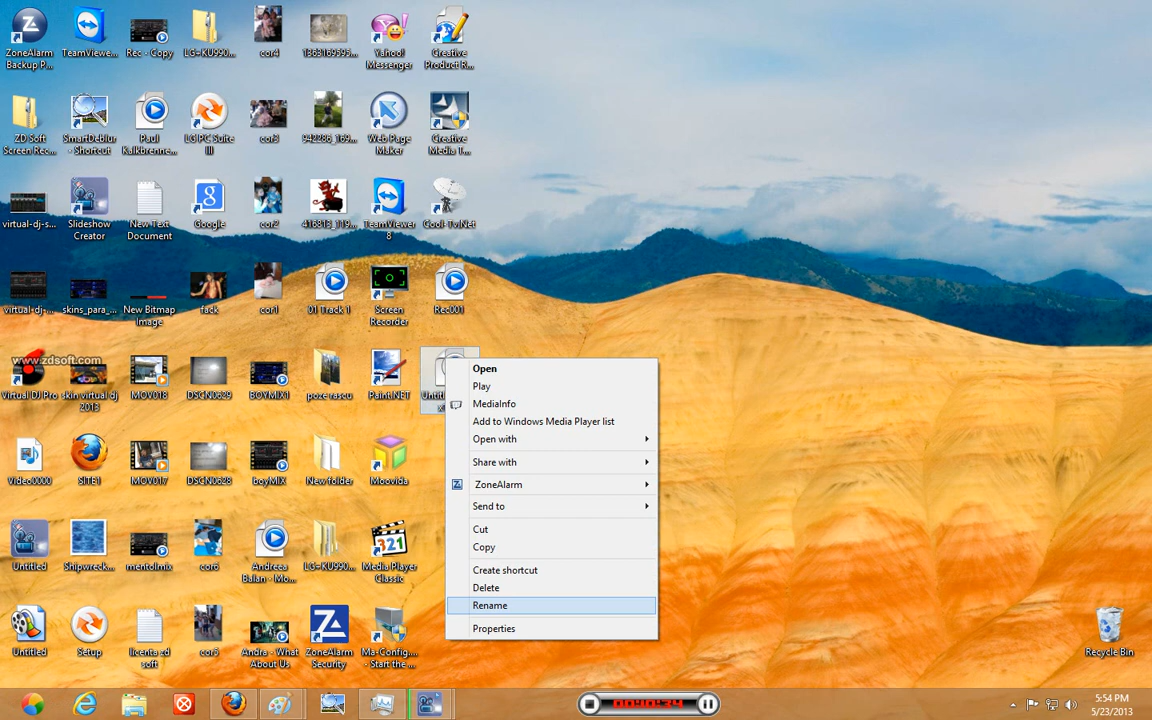 ZoneAlarm
Backup P...
TeamViewe...
Rec - Copy
LG-KU990...
cor4
1363169595...
Yahoo!
Messenger
Creative
Product R...
ZD Soft
Screen Rec...
SmartDeblur
- Shortcut
Paul
Kalkbrenne...
LG PC Suite
III
cor3
942286_169...
Web Page
Maker
Creative
Media T...
virtual-dj-s...
Slideshow
Creator
New Text
Document
Google
cor2
416813_119...
TeamViewer
8
Cool-Tv.Net
virtual-dj-...
skins_para_...
New Bitmap
Image
fack
cor1
01 Track 1
Screen
Recorder
Rec001
www.zdsoft.com
Virtual DJ Pro
skin virtual dj
2013
MOV018
DSCN0629
BOYMIX1
poze rascu
Paint.NET
Video0000
SITE1
MOV017
DSCN0628
boyMIX
New folder
Moovida
Untitled
Shipwreck...
mentolmix
cor6
Andreea
Balan - Mo...
LG-KU990...
Media Player
Classic
Untitled
Setup
licenta zd
soft
cor5
Andra - What
About Us
ZoneAlarm
Security
Ma-Config....
- Start the ...
Open
Play
MediaInfo
Add to Windows Media Player list
Open with
Share with
ZoneAlarm
Send to
Cut
Copy
Create shortcut
Delete
Rename
Properties
Recycle Bin
5:54 PM
5/23/2013